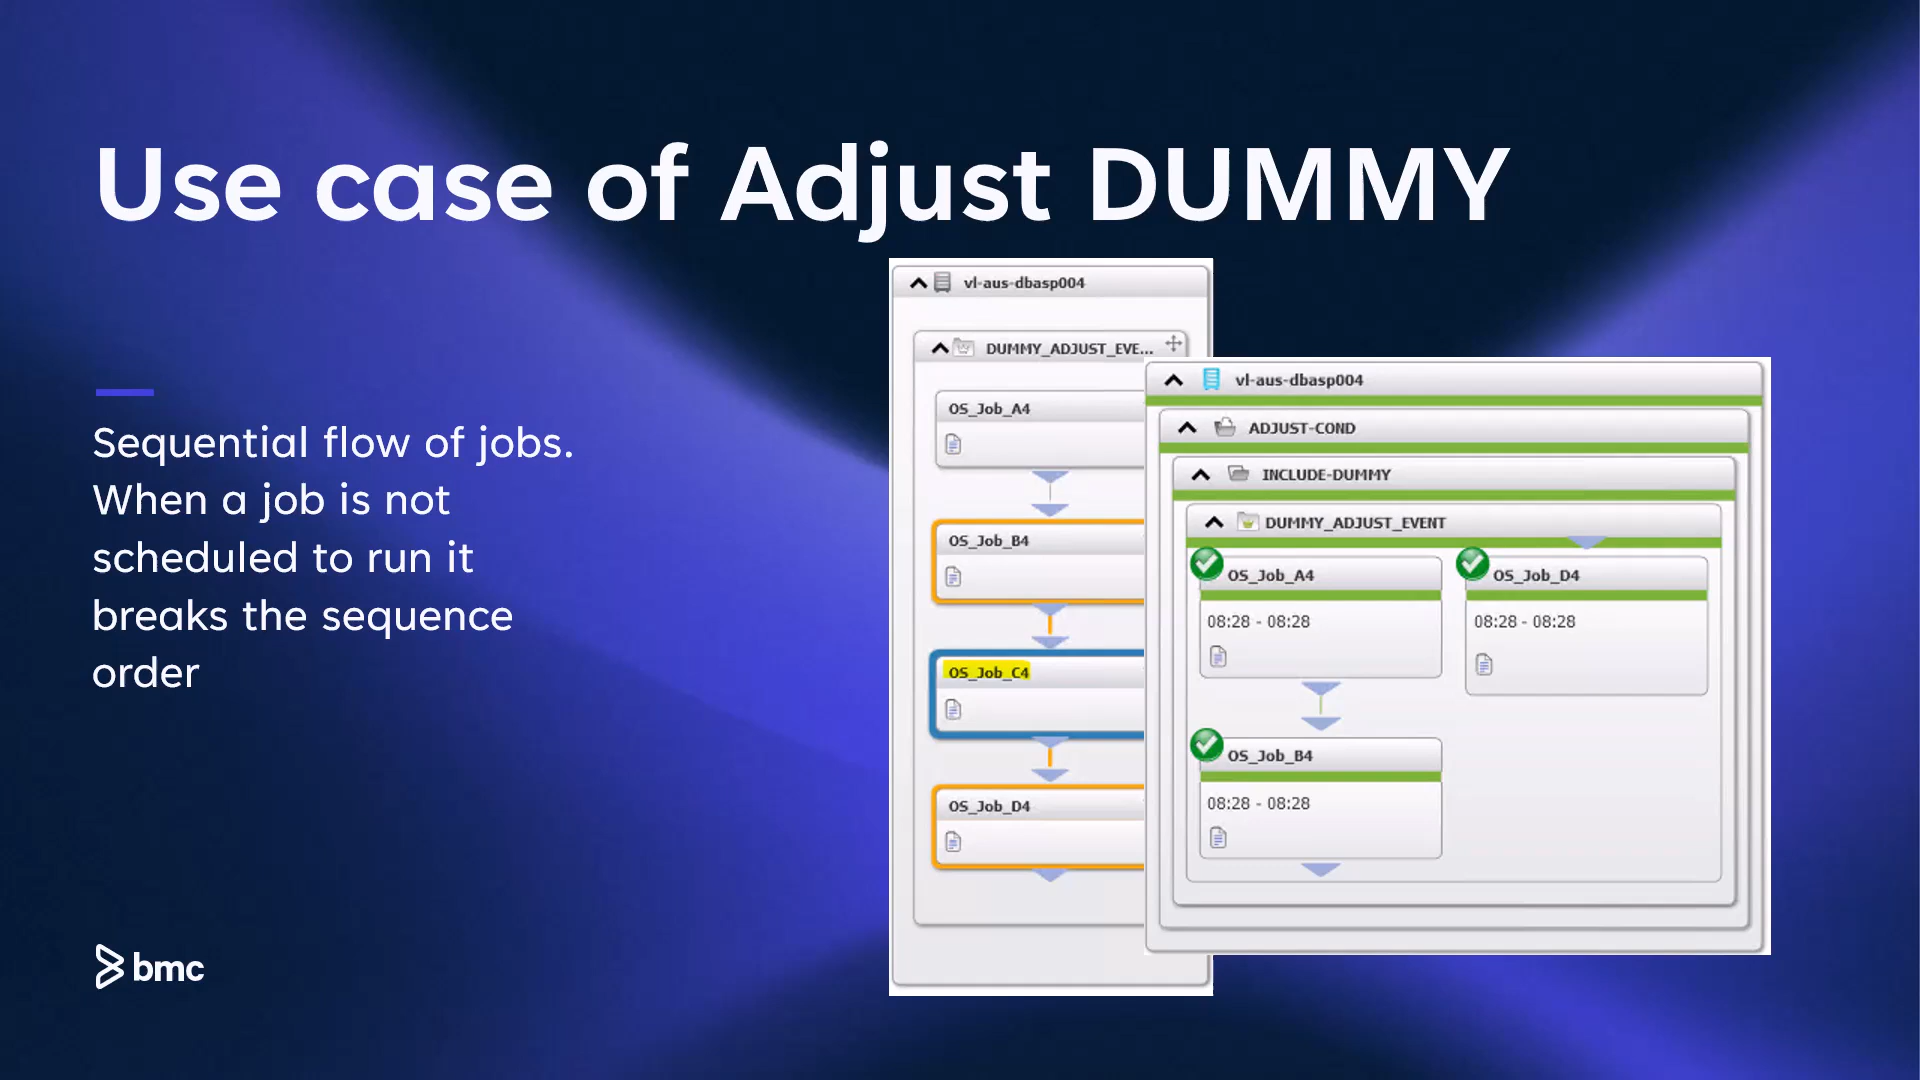 Use case of Adjust DUMMY
Sequential flow of jobs.
When a job is not
scheduled to run it
breaks the sequence
order
vl-aus-dbasp004
DUMMY_ADJUST_EVE...
OS_Job_A4
OS_Job_B4
OS_Job_C4
OS_Job_D4
vl-aus-dbasp004
ADJUST-COND
INCLUDE-DUMMY
DUMMY_ADJUST_EVENT
OS_Job_A4
08:28 - 08:28
OS_Job_D4
08:28 - 08:28
OS_Job_B4
08:28 - 08:28
bmc